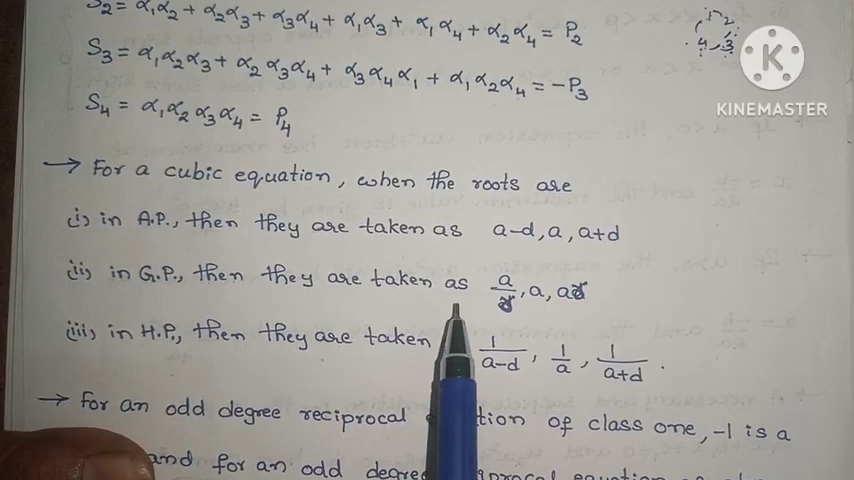 S₂ = α₁α₂ + α₂α₃ + α₃α₄ + α₁α₃ + α₁α₄ + α₂α₄ = P₂
S₃ = α₁α₂α₃ + α₂α₃α₄ + α₃α₄α₁ + α₁α₂α₄ = -P₃
S₄ = α₁α₂α₃α₄ = P₄
→ For a cubic equation, when the roots are
(i) in A.P., then they are taken as a-d, a, a+d
(ii) in G.P., then they are taken as a/r, a, ar
(iii) in H.P., then they are taken 1/(a-d), 1/a, 1/(a+d).
→ For an odd degree reciprocal of class one, -1 is a
and for an odd degree
KINEMASTER